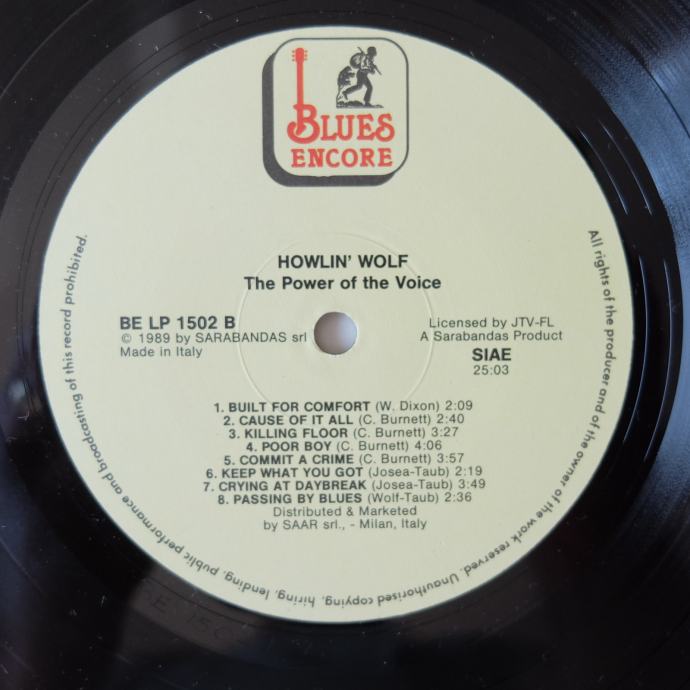 BLUES
ENCORE
HOWLIN' WOLF
The Power of the Voice
BE LP 1502 B
© 1989 by SARABANDAS srl
Made in Italy
Licensed by JTV-FL
A Sarabandas Product
SIAE
25:03
1. BUILT FOR COMFORT (W. Dixon) 2:09
2. CAUSE OF IT ALL (C. Burnett) 2:40
3. KILLING FLOOR (C. Burnett) 3:27
4. POOR BOY (C. Burnett) 4:06
5. COMMIT A CRIME (C. Burnett) 3:57
6. KEEP WHAT YOU GOT (Josea-Taub) 2:19
7. CRYING AT DAYBREAK (Josea-Taub) 3:49
8. PASSING BY BLUES (Wolf-Taub) 2:36
Distributed & Marketed
by SAAR srl., - Milan, Italy
All rights of the producer and of the owner of the work reserved. Unauthorised copying, hiring, lending, public performance and broadcasting of this record prohibited.